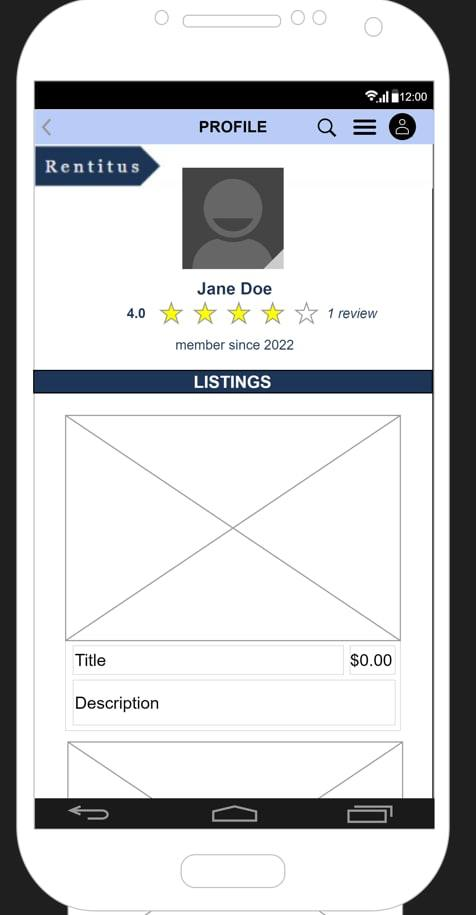 12:00
PROFILE
Rentitus
Jane Doe
4.0 1 review
member since 2022
LISTINGS
Title $0.00
Description